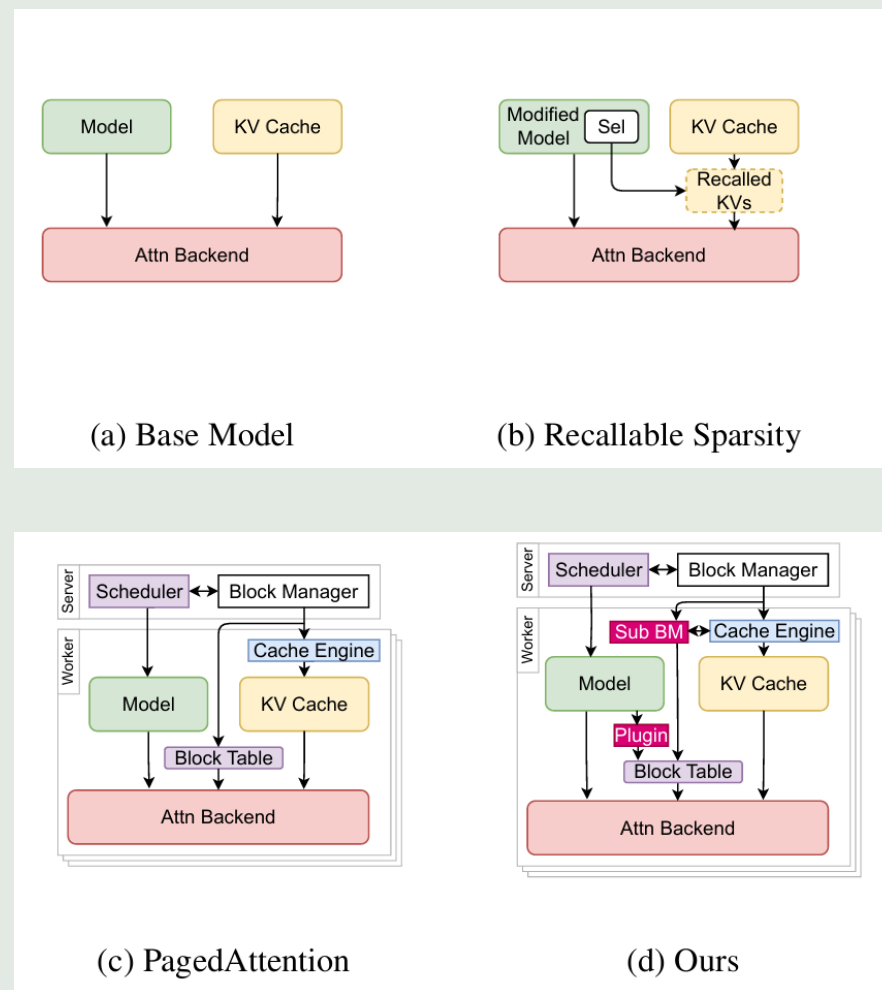 Model
KV Cache
Attn Backend
(a) Base Model
Modified
Model
Sel
KV Cache
Recalled
KVs
Attn Backend
(b) Recallable Sparsity
Server
Scheduler
Block Manager
Worker
Cache Engine
Model
KV Cache
Block Table
Attn Backend
(c) PagedAttention
Server
Scheduler
Block Manager
Worker
Sub BM
Cache Engine
Model
KV Cache
Plugin
Block Table
Attn Backend
(d) Ours